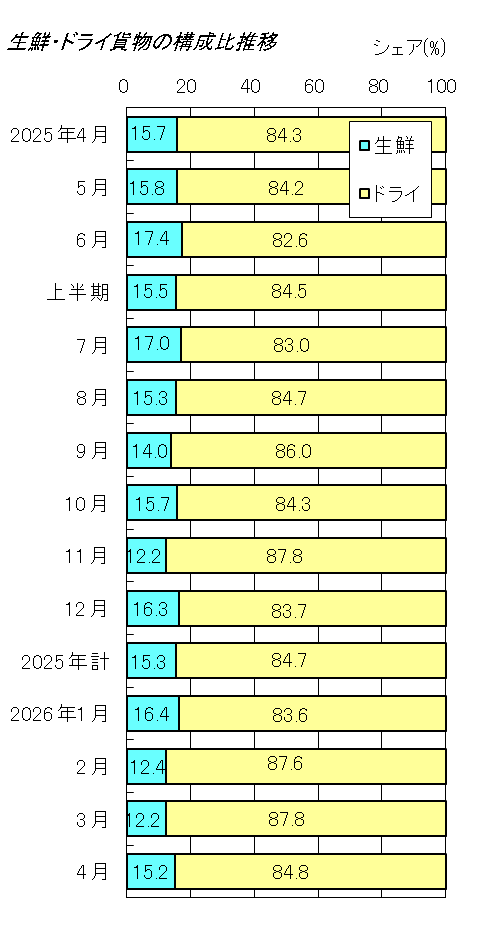 生鮮・ドライ貨物の構成比推移
シェア(%)
0 20 40 60 80 100
2025年4月 15.7 84.3
生鮮
5月 15.8 84.2
ドライ
6月 17.4 82.6
上半期 15.5 84.5
7月 17.0 83.0
8月 15.3 84.7
9月 14.0 86.0
10月 15.7 84.3
11月 12.2 87.8
12月 16.3 83.7
2025年計 15.3 84.7
2026年1月 16.4 83.6
2月 12.4 87.6
3月 12.2 87.8
4月 15.2 84.8